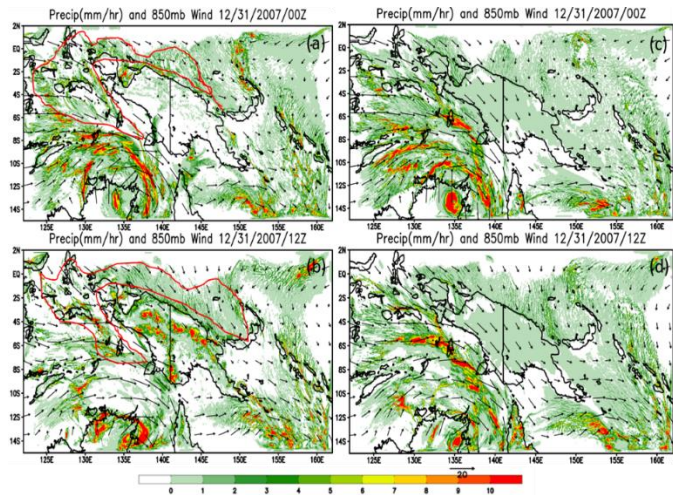 Precip(mm/hr) and 850mb Wind 12/31/2007/00Z
Precip(mm/hr) and 850mb Wind 12/31/2007/00Z
(a)
(c)
2N
EQ
2S
4S
6S
8S
10S
12S
14S
125E 130E 135E 140E 145E 150E 155E 160E
125E 130E 135E 140E 145E 150E 155E 160E
Precip(mm/hr) and 850mb Wind 12/31/2007/12Z
Precip(mm/hr) and 850mb Wind 12/31/2007/12Z
(b)
(d)
2N
EQ
2S
4S
6S
8S
10S
12S
14S
125E 130E 135E 140E 145E 150E 155E 160E
125E 130E 135E 140E 145E 150E 155E 160E
20
0 1 2 3 4 5 6 7 8 9 10